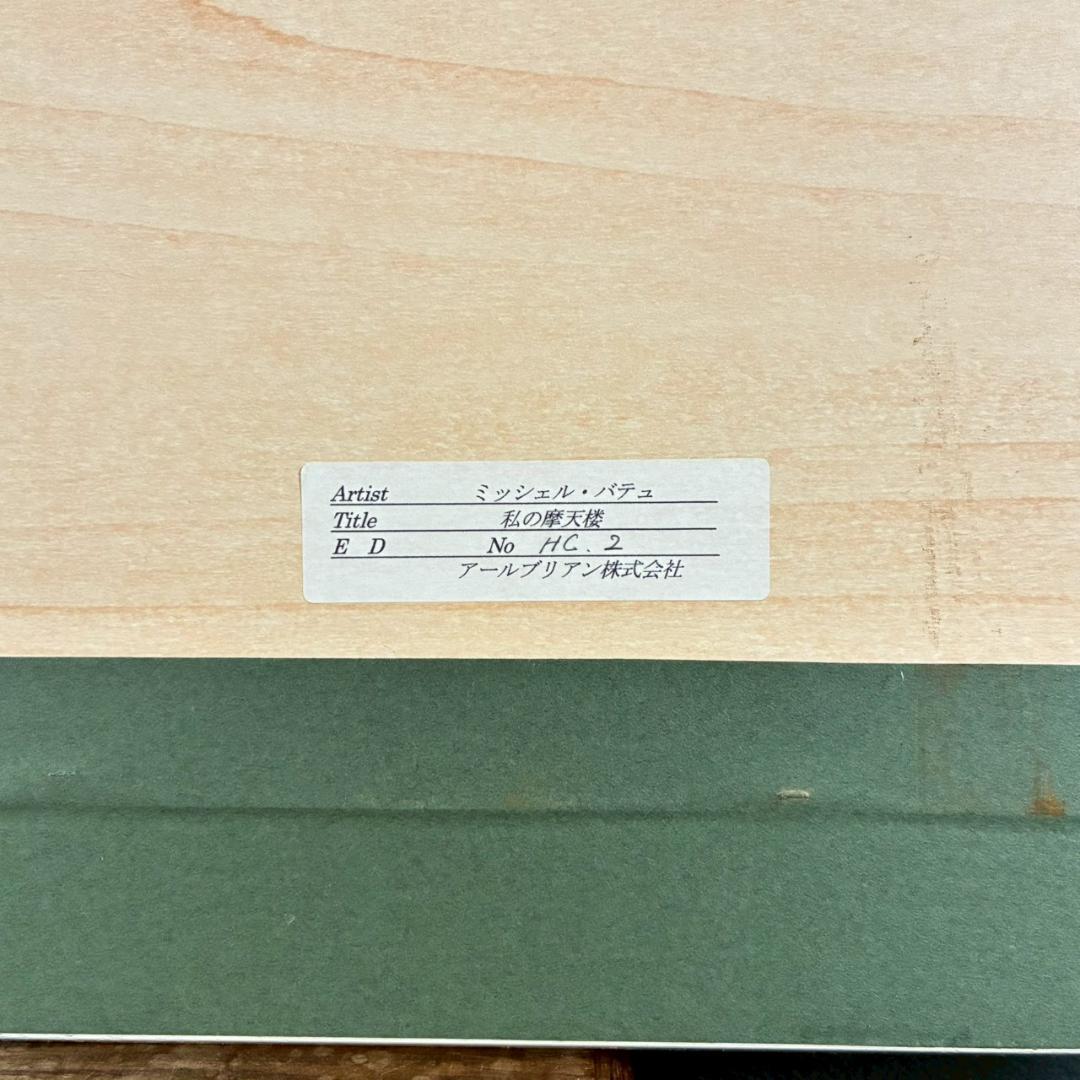 Artist ミッシェル・バテュ
Title 私の摩天楼
E D No HC. 2
アールブリアン株式会社